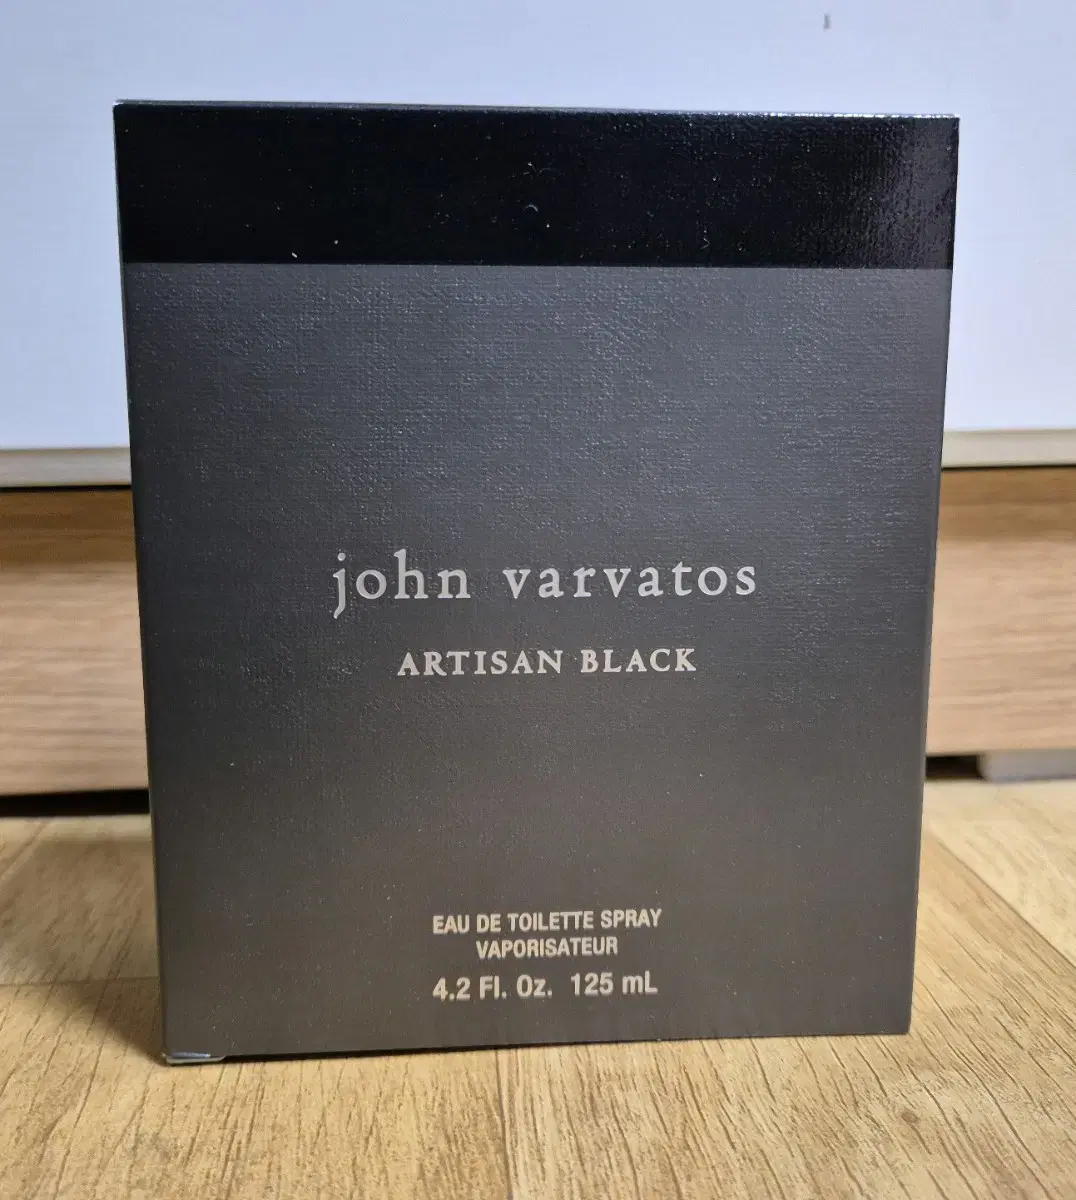 john varvatos
ARTISAN BLACK
EAU DE TOILETTE SPRAY
VAPORISATEUR
4.2 Fl. Oz. 125 mL